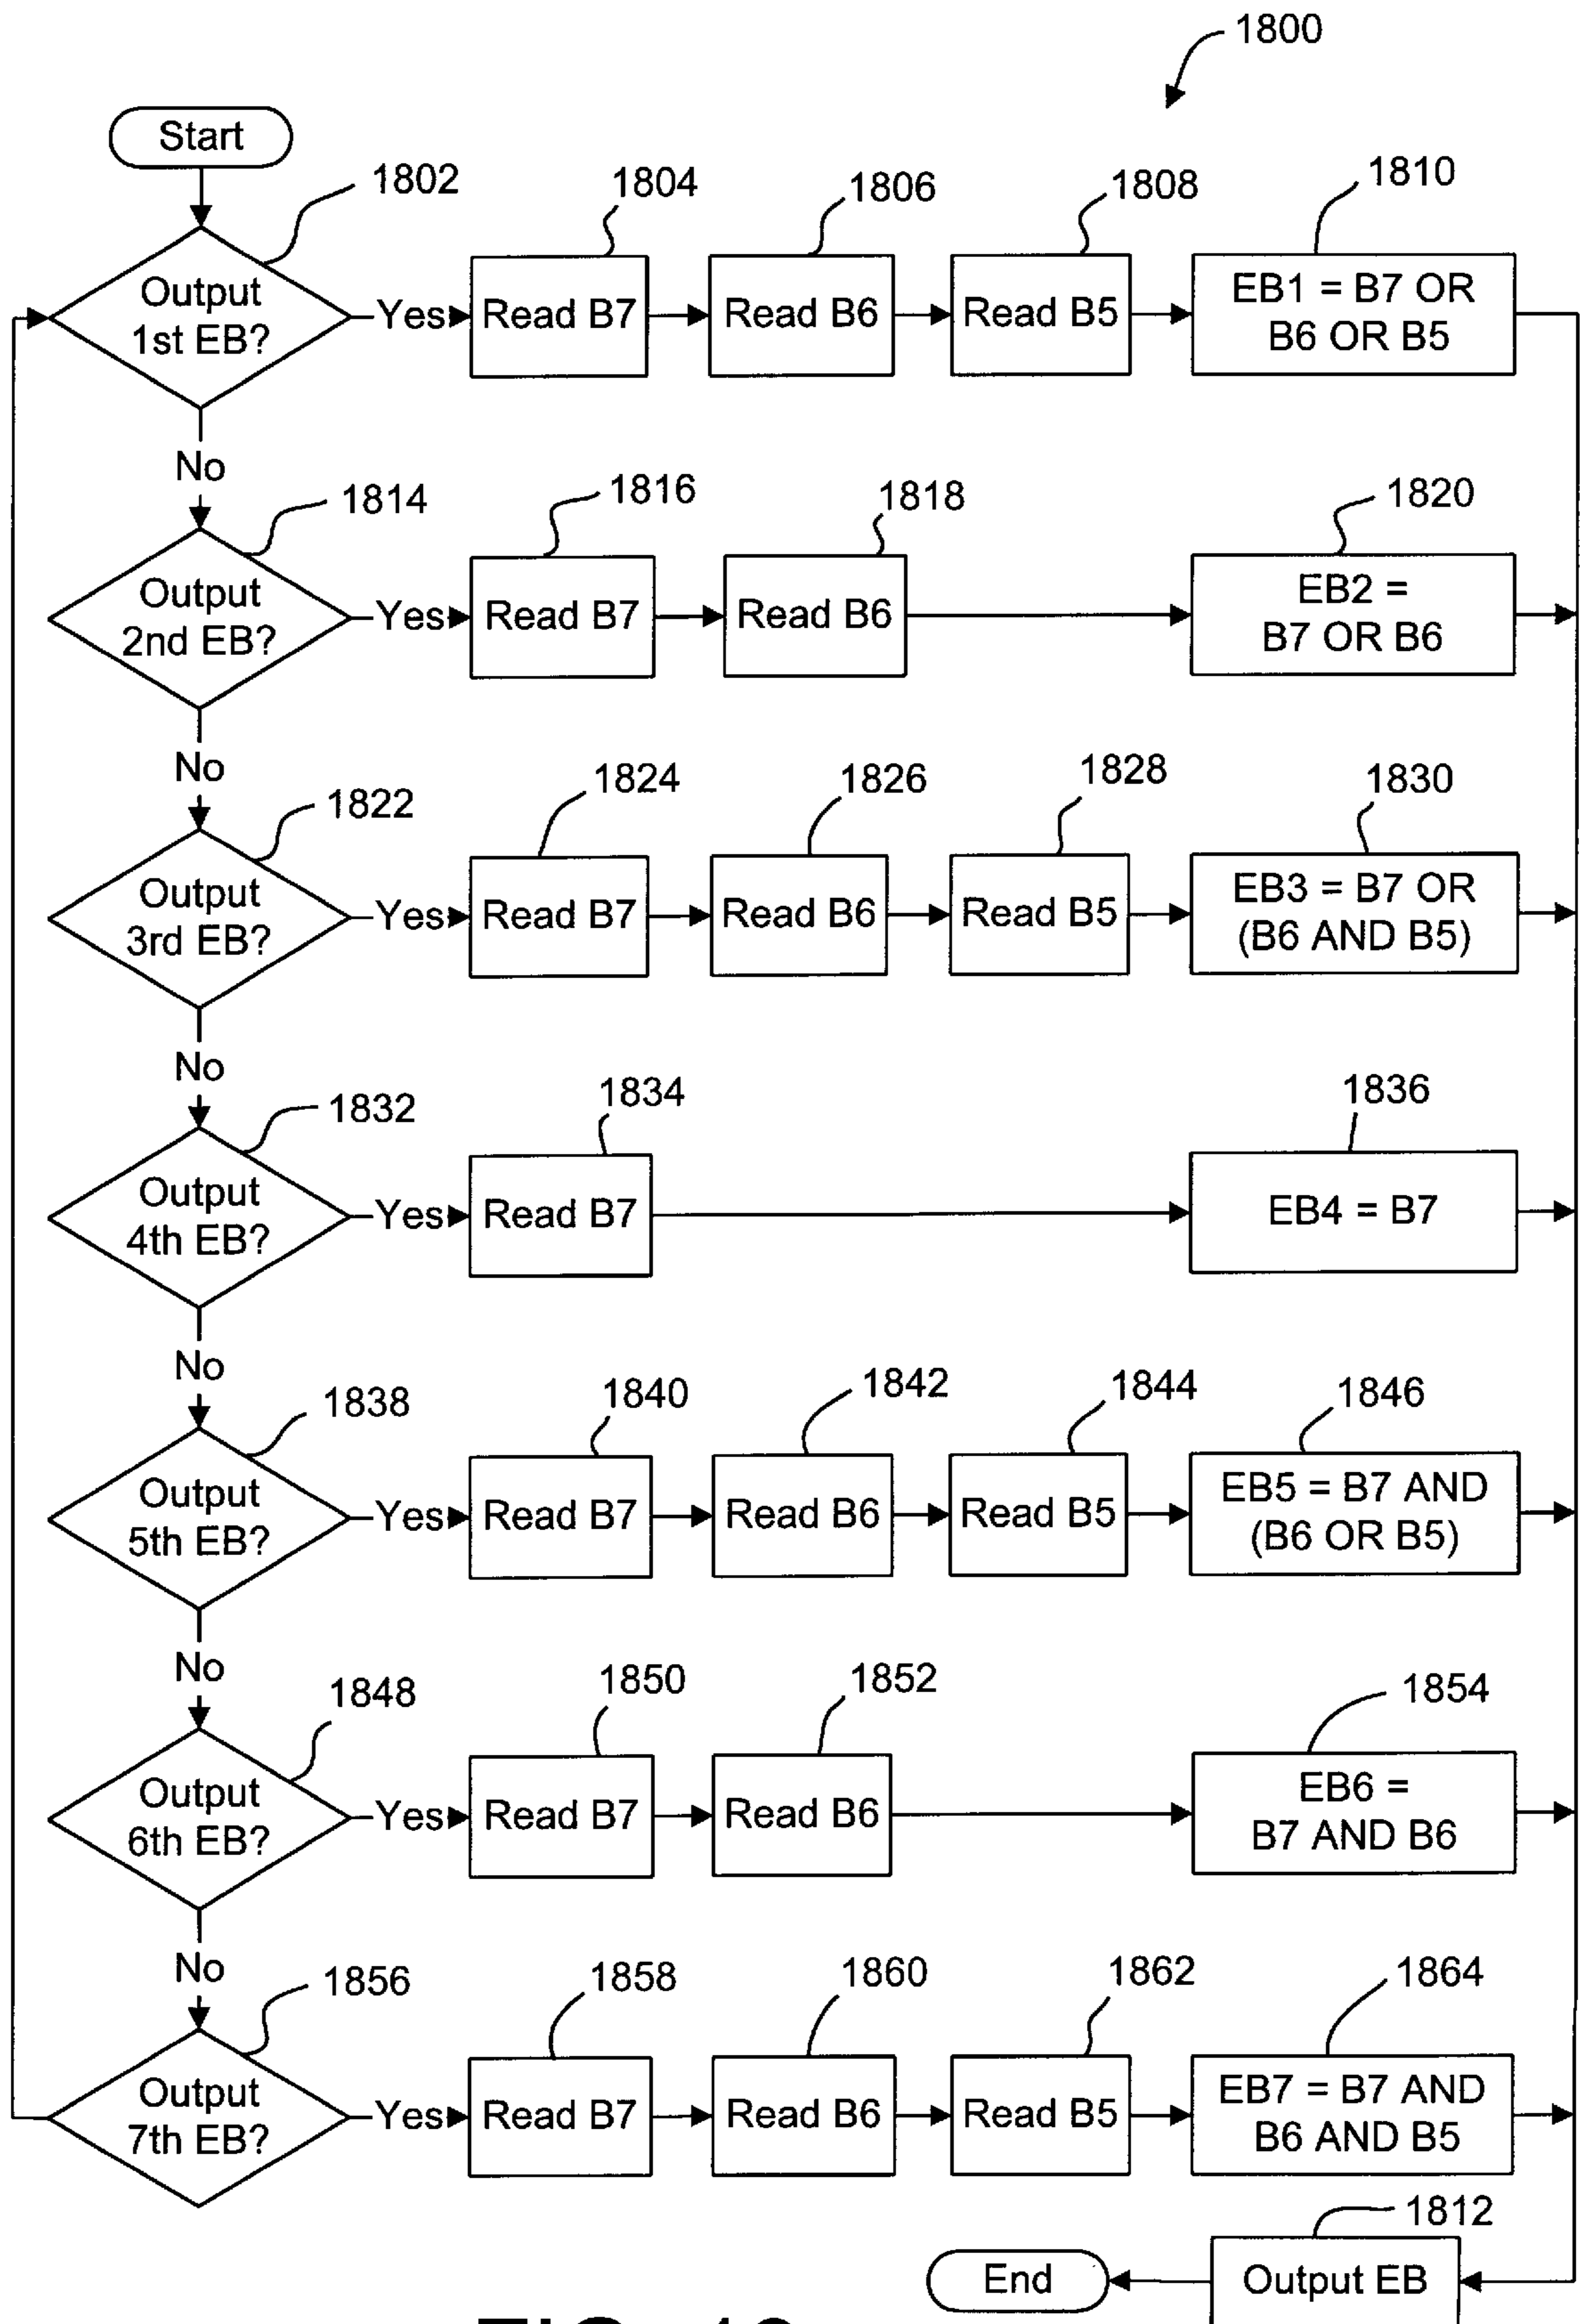 1800
Start
1802
1804
1806
1808
1810
Output
1st EB?
Yes
Read B7
Read B6
Read B5
EB1 = B7 OR
B6 OR B5
No
1814
1816
1818
1820
Output
2nd EB?
Yes
Read B7
Read B6
EB2 =
B7 OR B6
No
1822
1824
1826
1828
1830
Output
3rd EB?
Yes
Read B7
Read B6
Read B5
EB3 = B7 OR
(B6 AND B5)
No
1832
1834
1836
Output
4th EB?
Yes
Read B7
EB4 = B7
No
1838
1840
1842
1844
1846
Output
5th EB?
Yes
Read B7
Read B6
Read B5
EB5 = B7 AND
(B6 OR B5)
No
1848
1850
1852
1854
Output
6th EB?
Yes
Read B7
Read B6
EB6 =
B7 AND B6
No
1856
1858
1860
1862
1864
Output
7th EB?
Yes
Read B7
Read B6
Read B5
EB7 = B7 AND
B6 AND B5
1812
End
Output EB